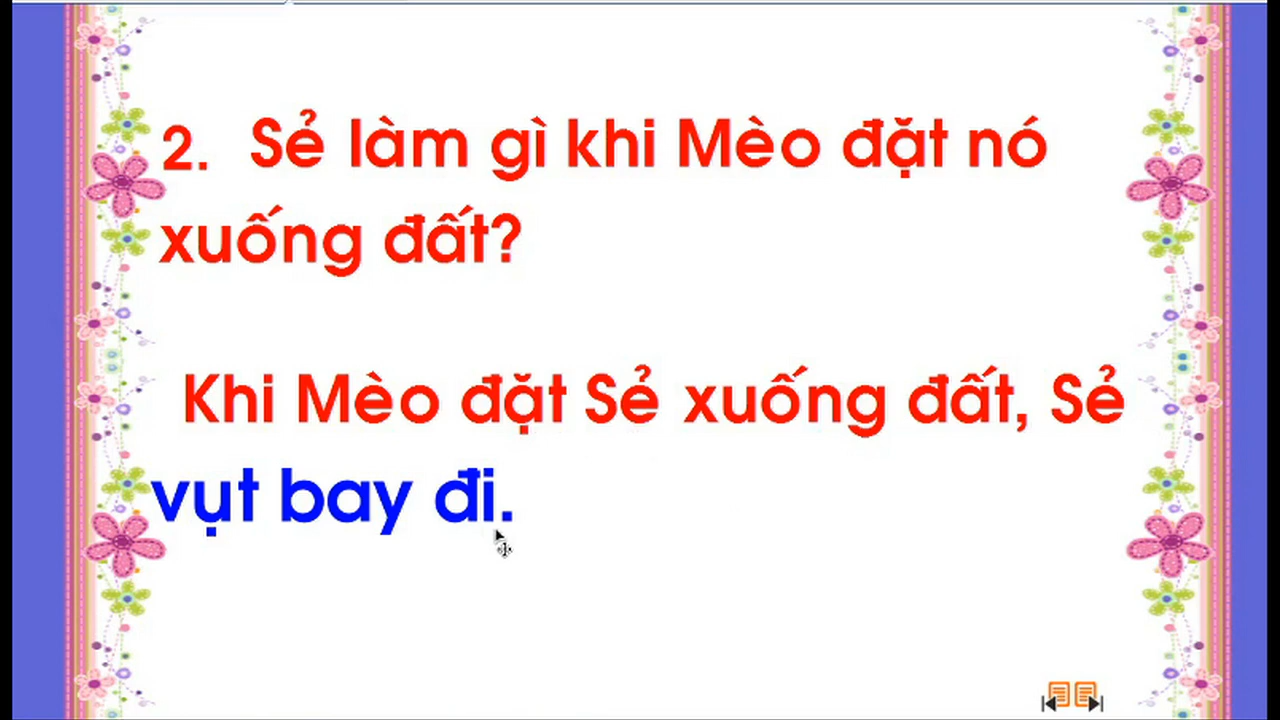 2. Sẻ làm gì khi Mèo đặt nó
xuống đất?
Khi Mèo đặt Sẻ xuống đất, Sẻ
vụt bay đi.